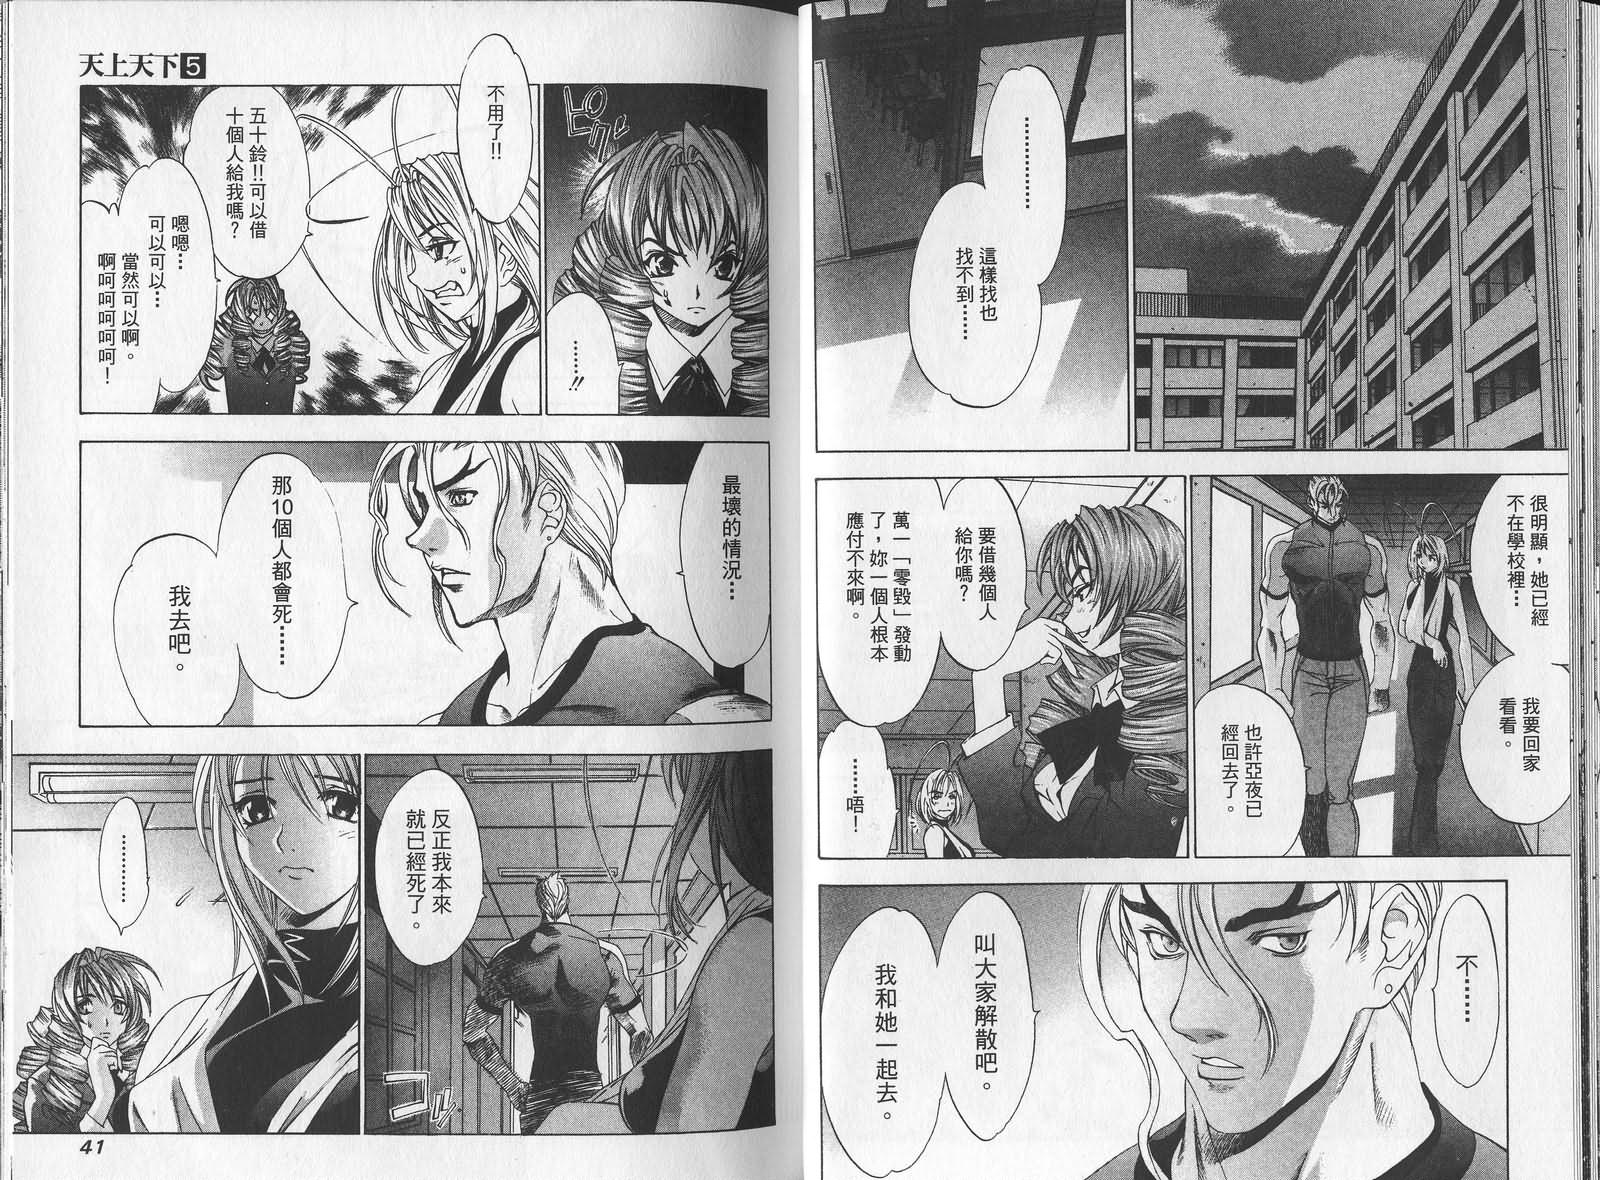 …………
這樣找也
找不到……
很明顯，她已經
不在學校裡…
我要回家
看看。
也許亞夜已
經回去了。
要借幾個人
給你嗎？
萬一「零毀」發動
了，妳一個人根本
應付不來啊。
……唔！
不……
叫大家解散吧。
我和她一起去。
天上天下5
……!!
不用了!!
五十鈴!!可以借
十個人給我嗎？
嗯嗯…
可以可以…
當然可以啊。
啊呵呵呵呵呵！
最壞的情況…
那10個人都會死……
我去吧。
反正我本來
就已經死了。
コツ…
………
41